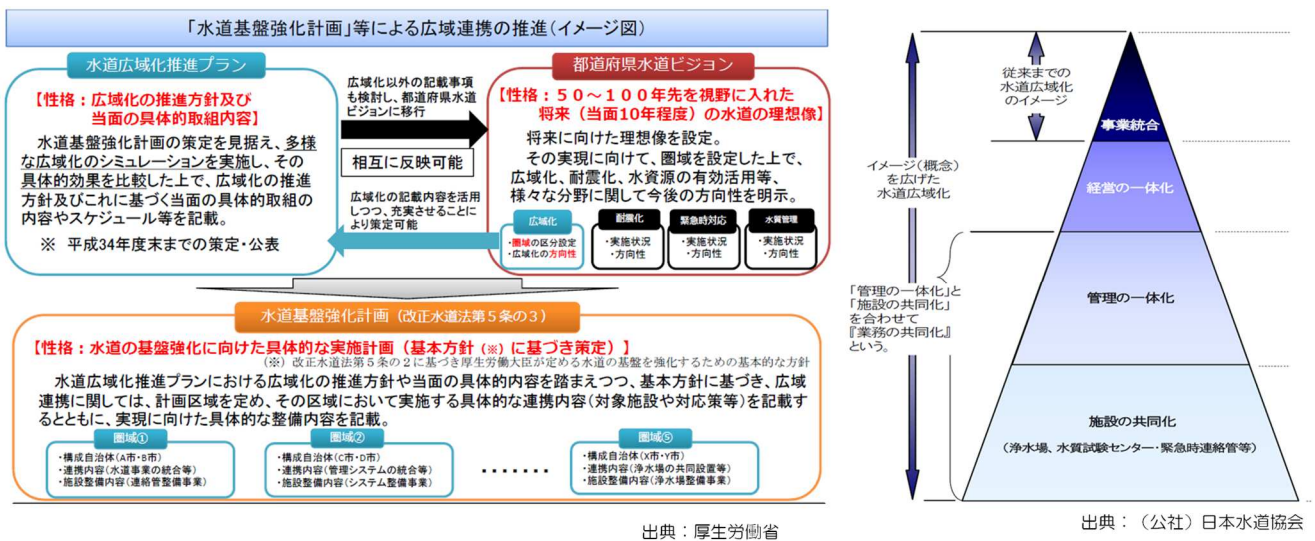 「水道基盤強化計画」等による広域連携の推進（イメージ図）
水道広域化推進プラン
【性格：広域化の推進方針及び
当面の具体的取組内容】
水道基盤強化計画の策定を見据え、多様
な広域化のシミュレーションを実施し、その
具体的効果を比較した上で、広域化の推進
方針及びこれに基づく当面の具体的取組の
内容やスケジュール等を記載。
※ 平成34年度末までの策定・公表
広域化以外の記載事項
も検討し、都道府県水道
ビジョンに移行
相互に反映可能
広域化の記載内容を活用
しつつ、充実させることに
より策定可能
都道府県水道ビジョン
【性格：５０～１００年先を視野に入れた
将来（当面10年程度）の水道の理想像】
将来に向けた理想像を設定。
その実現に向けて、圏域を設定した上で、
広域化、耐震化、水資源の有効活用等、
様々な分野に関して今後の方向性を明示。
広域化
・圏域の区分設定
・広域化の方向性
耐震化
・実施状況
・方向性
緊急時対応
・実施状況
・方向性
水質管理
・実施状況
・方向性
水道基盤強化計画（改正水道法第５条の３）
【性格：水道の基盤強化に向けた具体的な実施計画（基本方針（※）に基づき策定）】
（※）改正水道法第５条の２に基づき厚生労働大臣が定める水道の基盤を強化するための基本的な方針
水道広域化推進プランにおける広域化の推進方針や当面の具体的内容を踏まえつつ、基本方針に基づき、広域
連携に関しては、計画区域を定め、その区域において実施する具体的な連携内容（対象施設や対応策等）を記載す
るとともに、実現に向けた具体的な整備内容を記載。
圏域①
・構成自治体（A市・B市）
・連携内容（水道事業の統合等）
・施設整備内容（連絡管整備事業）
圏域②
・構成自治体（C市・D市）
・連携内容（管理システムの統合等）
・施設整備内容（システム整備事業）
・・・・・・・
圏域⑤
・構成自治体（X市・Y市）
・連携内容（浄水場の共同設置等）
・施設整備内容（浄水場整備事業）
出典：厚生労働省
従来までの
水道広域化
のイメージ
イメージ（概念）
を広げた
水道広域化
「管理の一体化」と
「施設の共同化」
を合わせて
『業務の共同化』
という。
事業統合
経営の一体化
管理の一体化
施設の共同化
（浄水場、水質試験センター・緊急時連絡管等）
出典：（公社）日本水道協会